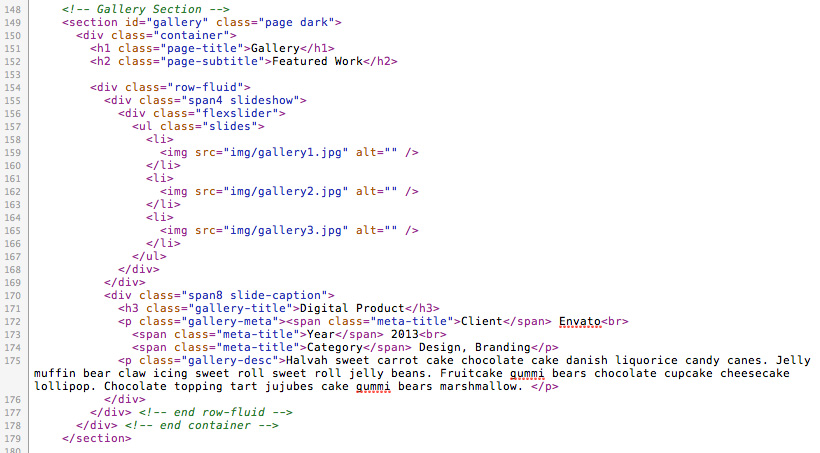 148 <!-- Gallery Section -->
149 <section id="gallery" class="page dark">
150 <div class="container">
151 <h1 class="page-title">Gallery</h1>
152 <h2 class="page-subtitle">Featured Work</h2>
153
154 <div class="row-fluid">
155 <div class="span4 slideshow">
156 <div class="flexslider">
157 <ul class="slides">
158 <li>
159 <img src="img/gallery1.jpg" alt="" />
160 </li>
161 <li>
162 <img src="img/gallery2.jpg" alt="" />
163 </li>
164 <li>
165 <img src="img/gallery3.jpg" alt="" />
166 </li>
167 </ul>
168 </div>
169 </div>
170 <div class="span8 slide-caption">
171 <h3 class="gallery-title">Digital Product</h3>
172 <p class="gallery-meta"><span class="meta-title">Client</span> Envato<br>
173 <span class="meta-title">Year</span> 2013<br>
174 <span class="meta-title">Category</span> Design, Branding</p>
175 <p class="gallery-desc">Halvah sweet carrot cake chocolate cake danish liquorice candy canes. Jelly
muffin bear claw icing sweet roll sweet roll jelly beans. Fruitcake gummi bears chocolate cupcake cheesecake
lollipop. Chocolate topping tart jujubes cake gummi bears marshmallow. </p>
176 </div>
177 </div> <!-- end row-fluid -->
178 </div> <!-- end container -->
179 </section>
180